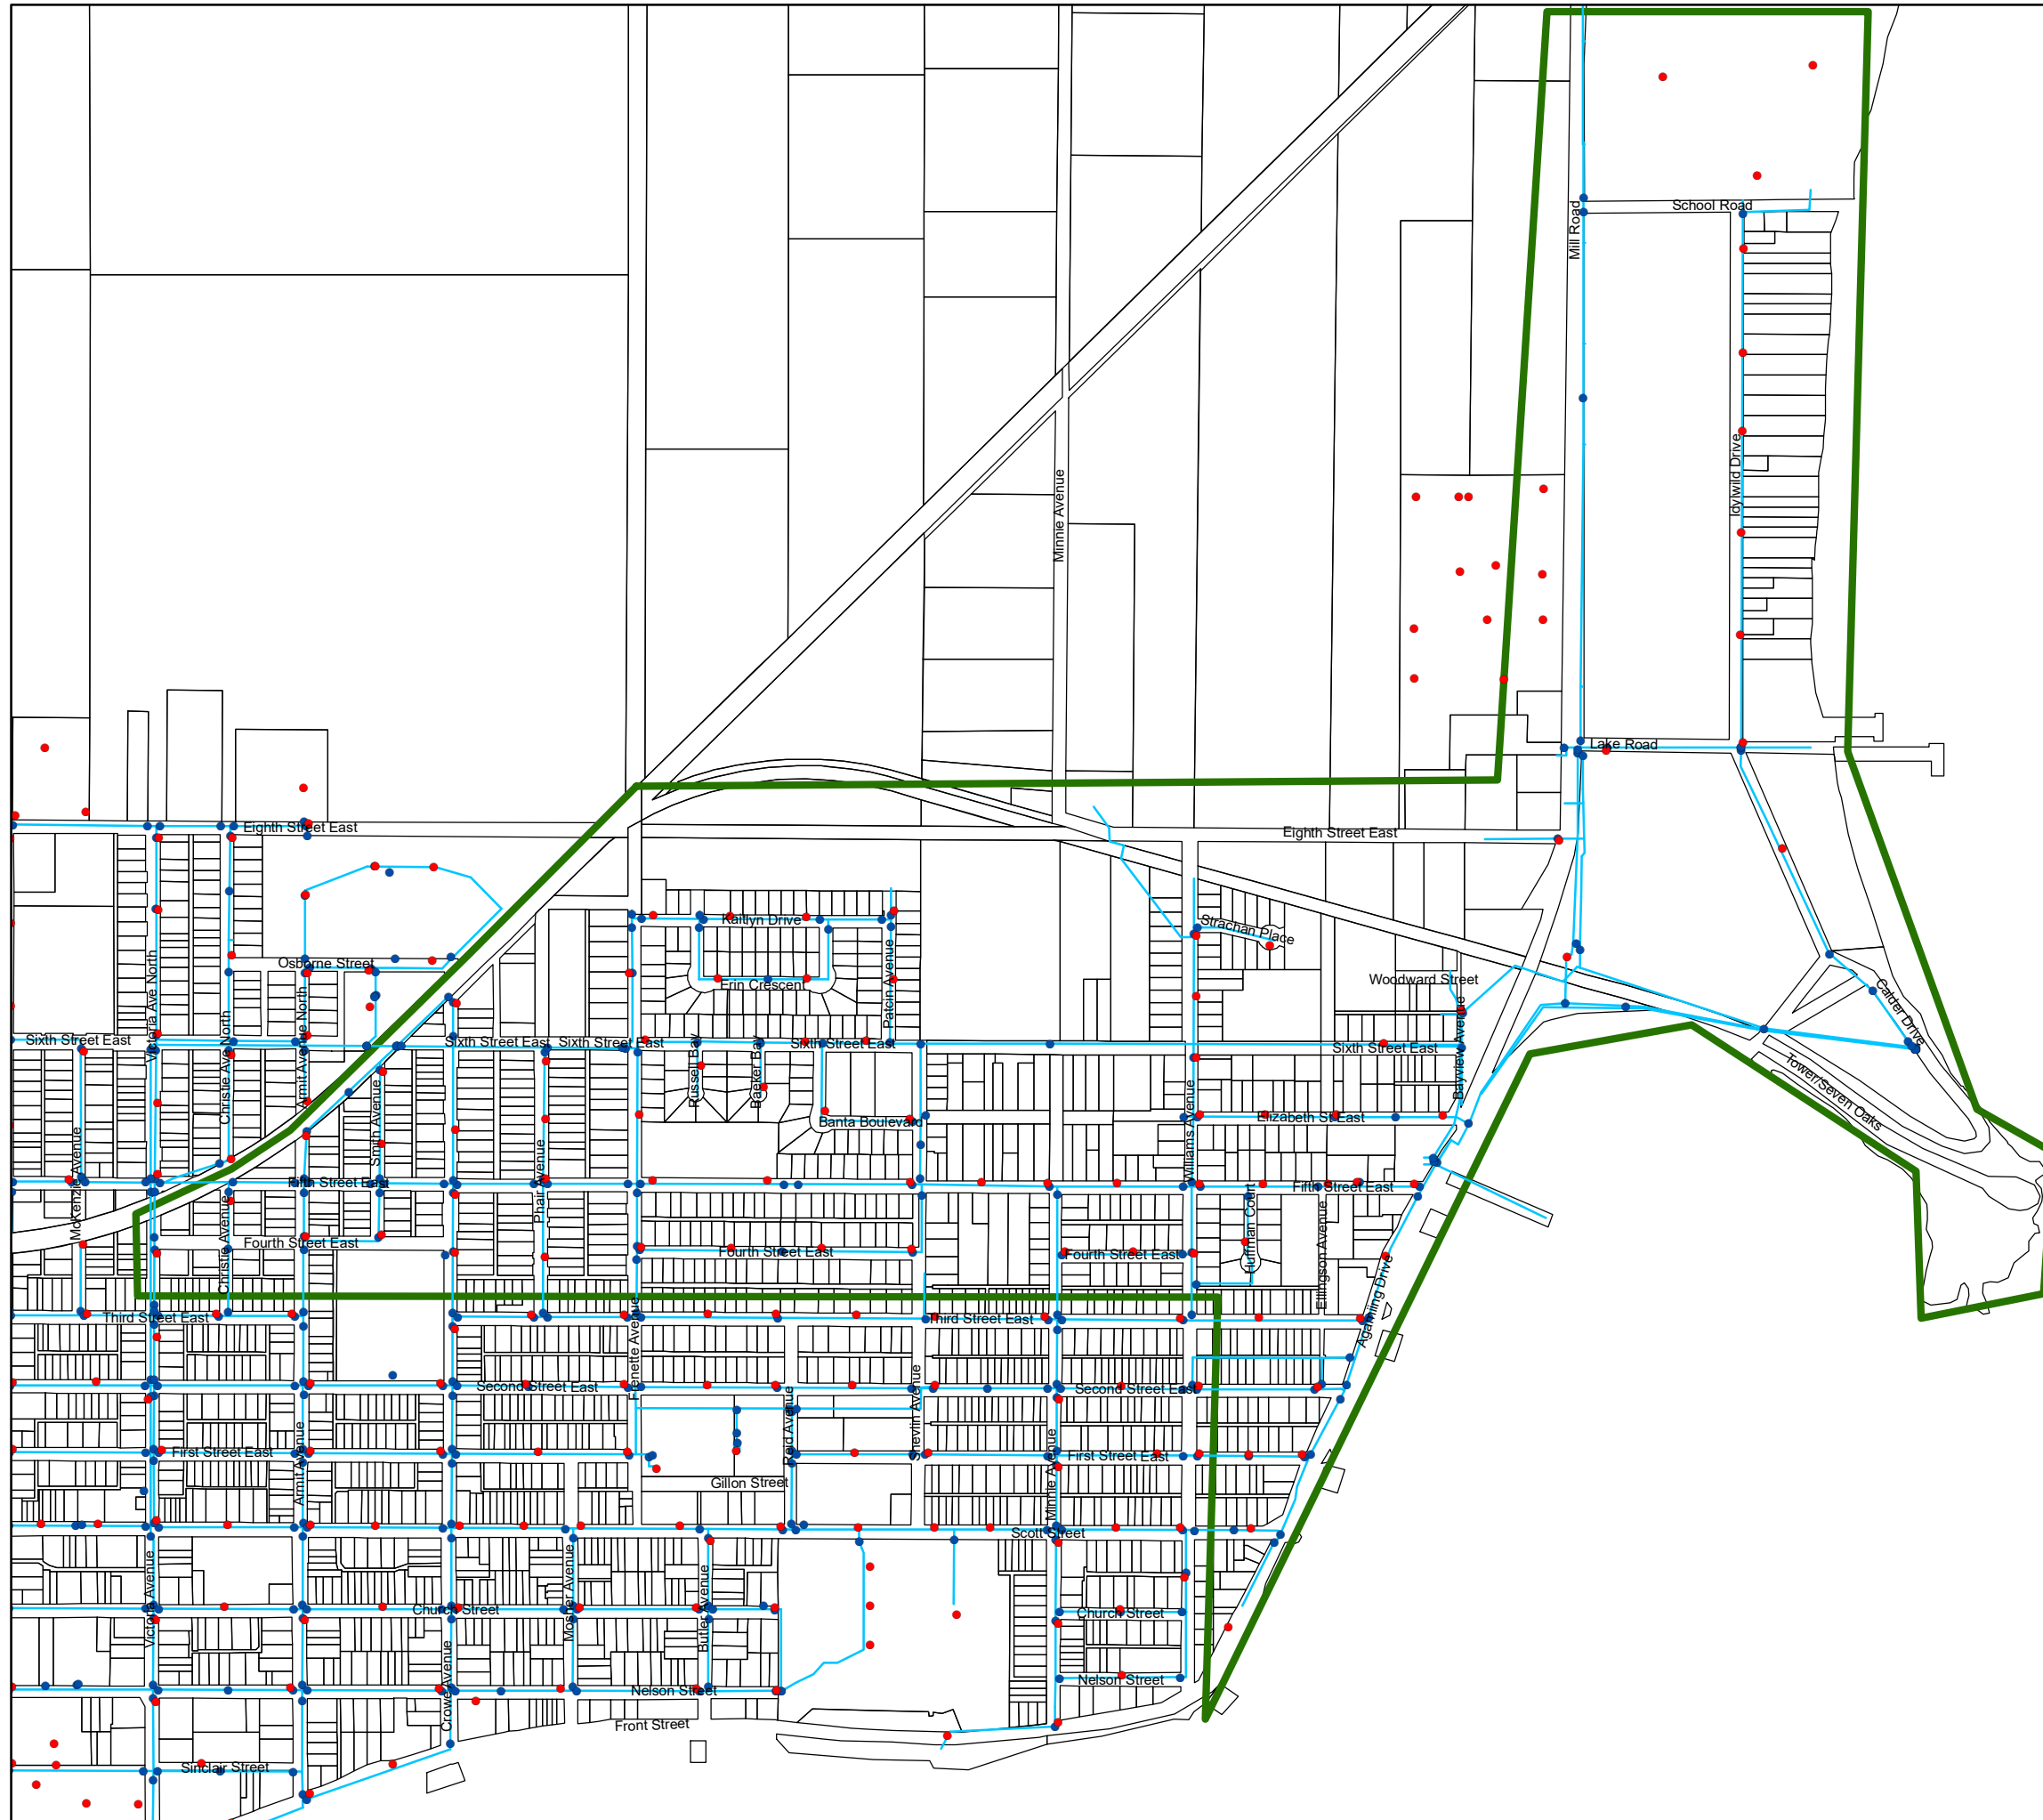 School Road
Mill Road
Idylwild Drive
Minnie Avenue
Lake Road
Eighth Street East
Eighth Street East
Kaitlyn Drive
Strachan Place
Osborne Street
Erin Crescent
Patcin Avenue
Woodward Street
Calder Drive
Victoria Ave North
Christie Ave North
Armit Avenue North
Sixth Street East
Sixth Street East
Sixth Street East
Sixth Street East
Sixth Street East
Bayview Avenue
Russell Bay
Baeker Bay
Tower/Seven Oaks
Smith Avenue
Banta Boulevard
Elizabeth St East
Williams Avenue
McKenzie Avenue
Phair Avenue
Fifth Street East
Fifth Street East
Christie Avenue
Fourth Street East
Fourth Street East
Fourth Street East
Huffman Court
Ellingson Avenue
Agamiing Drive
Third Street East
Third Street East
Frenette Avenue
Second Street East
Second Street East
Reid Avenue
Shevlin Avenue
First Street East
First Street East
Armit Avenue
Minnie Avenue
Gillon Street
Scott Street
Victoria Avenue
Mosher Avenue
Butler Avenue
Church Street
Church Street
Crowe Avenue
Nelson Street
Nelson Street
Front Street
Sinclair Street